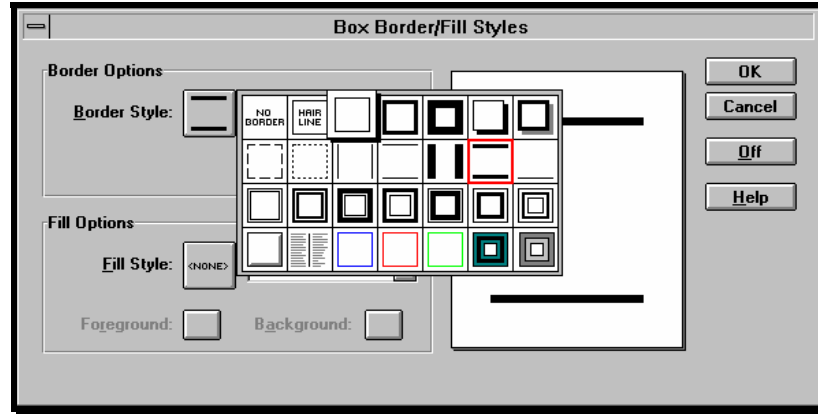 Box Border/Fill Styles
Border Options
Border Style:
NO BORDER
HAIR LINE
OK
Cancel
Off
Help
Fill Options
Fill Style:
<NONE>
Foreground:
Background: